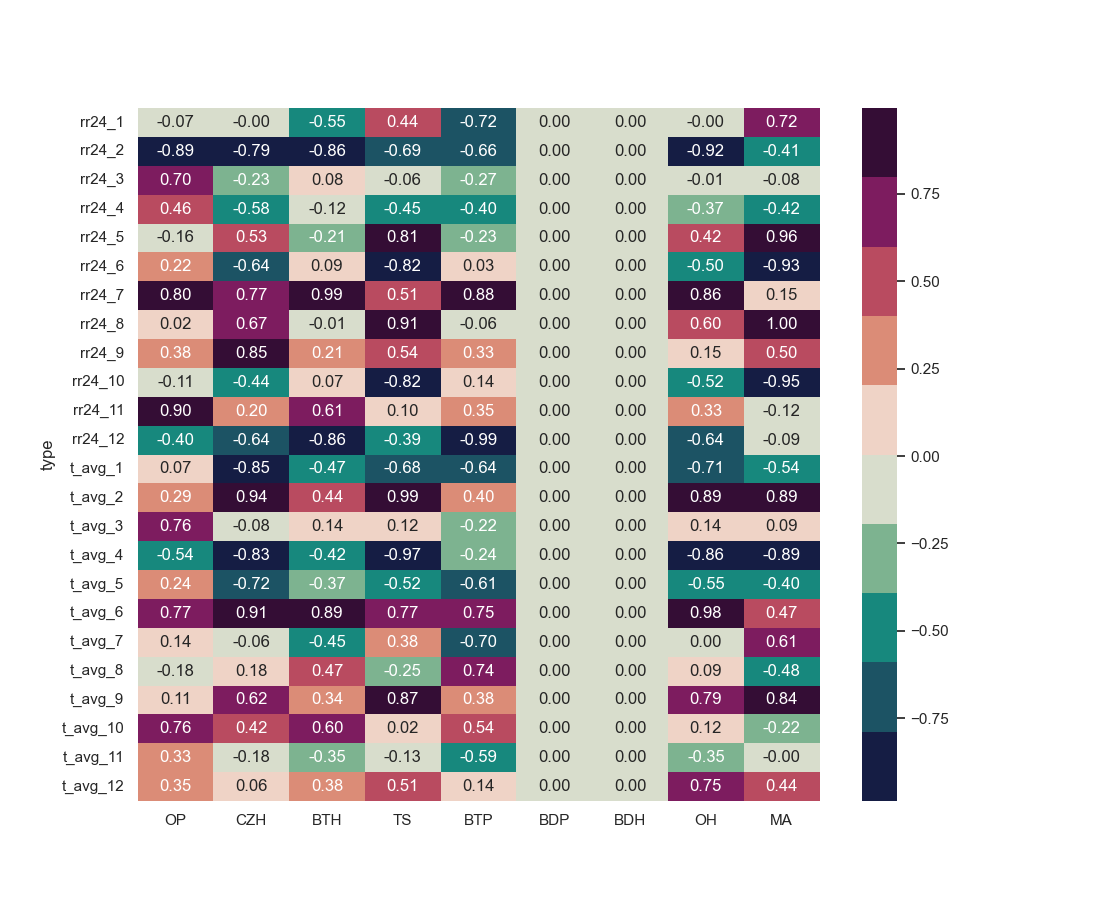 rr24_1 -0.07 -0.00 -0.55 0.44 -0.72 0.00 0.00 -0.00 0.72
rr24_2 -0.89 -0.79 -0.86 -0.69 -0.66 0.00 0.00 -0.92 -0.41
0.75
rr24_3 0.70 -0.23 0.08 -0.06 -0.27 0.00 0.00 -0.01 -0.08
rr24_4 0.46 -0.58 -0.12 -0.45 -0.40 0.00 0.00 -0.37 -0.42
rr24_5 -0.16 0.53 -0.21 0.81 -0.23 0.00 0.00 0.42 0.96
rr24_6 0.22 -0.64 0.09 -0.82 0.03 0.00 0.00 -0.50 -0.93
0.50
rr24_7 0.80 0.77 0.99 0.51 0.88 0.00 0.00 0.86 0.15
rr24_8 0.02 0.67 -0.01 0.91 -0.06 0.00 0.00 0.60 1.00
rr24_9 0.38 0.85 0.21 0.54 0.33 0.00 0.00 0.15 0.50
0.25
rr24_10 -0.11 -0.44 0.07 -0.82 0.14 0.00 0.00 -0.52 -0.95
rr24_11 0.90 0.20 0.61 0.10 0.35 0.00 0.00 0.33 -0.12
rr24_12 -0.40 -0.64 -0.86 -0.39 -0.99 0.00 0.00 -0.64 -0.09
type
0.00
t_avg_1 0.07 -0.85 -0.47 -0.68 -0.64 0.00 0.00 -0.71 -0.54
t_avg_2 0.29 0.94 0.44 0.99 0.40 0.00 0.00 0.89 0.89
t_avg_3 0.76 -0.08 0.14 0.12 -0.22 0.00 0.00 0.14 0.09
−0.25
t_avg_4 -0.54 -0.83 -0.42 -0.97 -0.24 0.00 0.00 -0.86 -0.89
t_avg_5 0.24 -0.72 -0.37 -0.52 -0.61 0.00 0.00 -0.55 -0.40
t_avg_6 0.77 0.91 0.89 0.77 0.75 0.00 0.00 0.98 0.47
−0.50
t_avg_7 0.14 -0.06 -0.45 0.38 -0.70 0.00 0.00 0.00 0.61
t_avg_8 -0.18 0.18 0.47 -0.25 0.74 0.00 0.00 0.09 -0.48
t_avg_9 0.11 0.62 0.34 0.87 0.38 0.00 0.00 0.79 0.84
−0.75
t_avg_10 0.76 0.42 0.60 0.02 0.54 0.00 0.00 0.12 -0.22
t_avg_11 0.33 -0.18 -0.35 -0.13 -0.59 0.00 0.00 -0.35 -0.00
t_avg_12 0.35 0.06 0.38 0.51 0.14 0.00 0.00 0.75 0.44
OP CZH BTH TS BTP BDP BDH OH MA